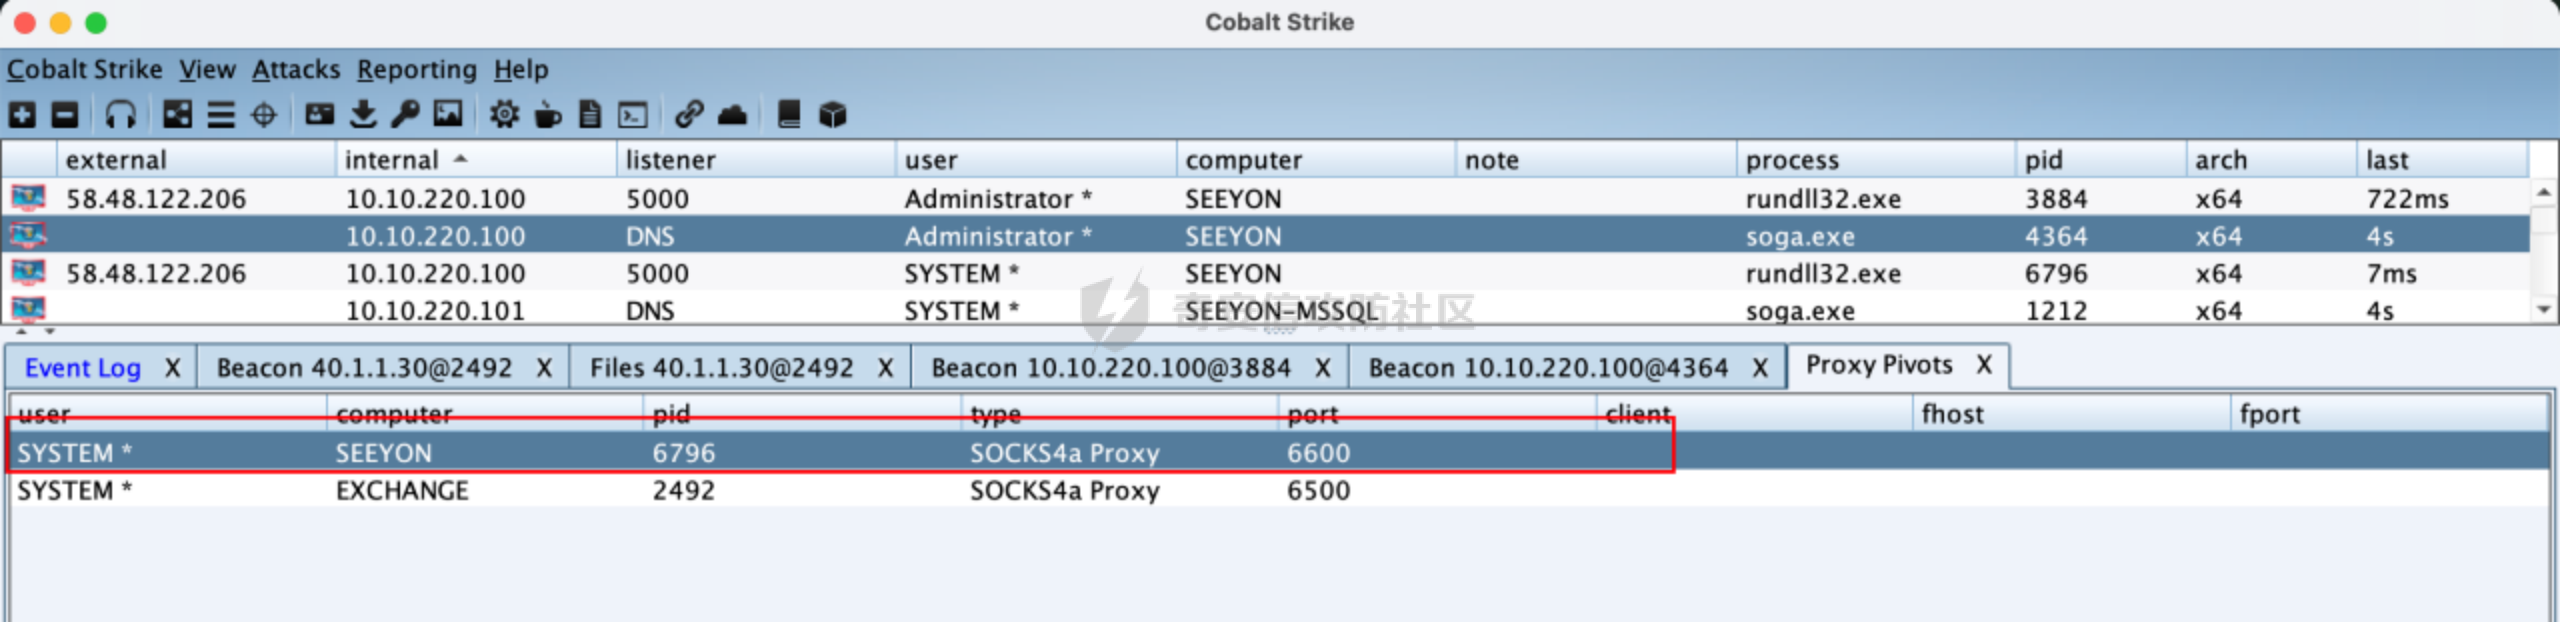 Cobalt Strike
Cobalt Strike View Attacks Reporting Help
external internal listener user computer note process pid arch last
58.48.122.206 10.10.220.100 5000 Administrator * SEEYON rundll32.exe 3884 x64 722ms
10.10.220.100 DNS Administrator * SEEYON soga.exe 4364 x64 4s
58.48.122.206 10.10.220.100 5000 SYSTEM * SEEYON rundll32.exe 6796 x64 7ms
10.10.220.101 DNS SYSTEM * SEEYON-MSSQL soga.exe 1212 x64 4s
奇安信攻防社区
Event Log X Beacon 40.1.1.30@2492 X Files 40.1.1.30@2492 X Beacon 10.10.220.100@3884 X Beacon 10.10.220.100@4364 X Proxy Pivots X
user computer pid type port client fhost fport
SYSTEM * SEEYON 6796 SOCKS4a Proxy 6600
SYSTEM * EXCHANGE 2492 SOCKS4a Proxy 6500